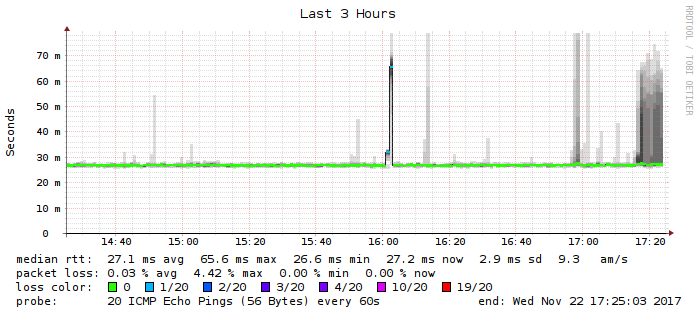 Last 3 Hours
RRDTOOL / TOBI OETIKER
Seconds
70 m
60 m
50 m
40 m
30 m
20 m
10 m
0
14:40 15:00 15:20 15:40 16:00 16:20 16:40 17:00 17:20
median rtt: 27.1 ms avg 65.6 ms max 26.6 ms min 27.2 ms now 2.9 ms sd 9.3 am/s
packet loss: 0.03 % avg 4.42 % max 0.00 % min 0.00 % now
loss color: 0 1/20 2/20 3/20 4/20 10/20 19/20
probe: 20 ICMP Echo Pings (56 Bytes) every 60s end: Wed Nov 22 17:25:03 2017